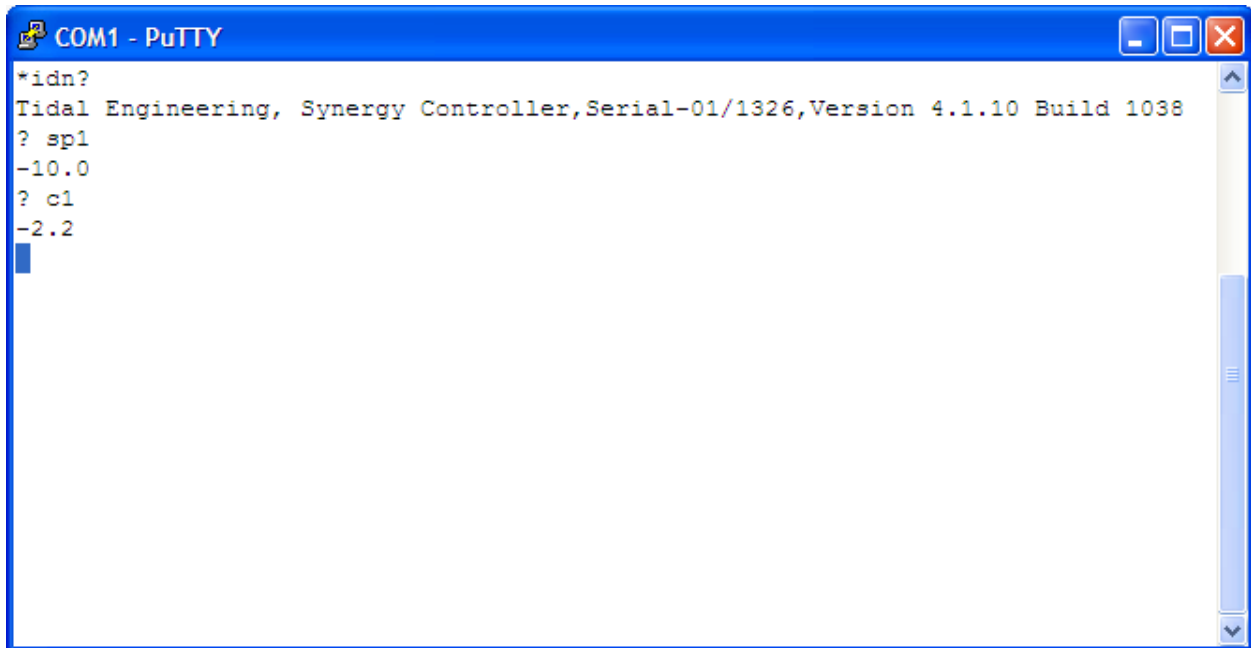 COM1 - PuTTY
*idn?
Tidal Engineering, Synergy Controller,Serial-01/1326,Version 4.1.10 Build 1038
? sp1
-10.0
? c1
-2.2